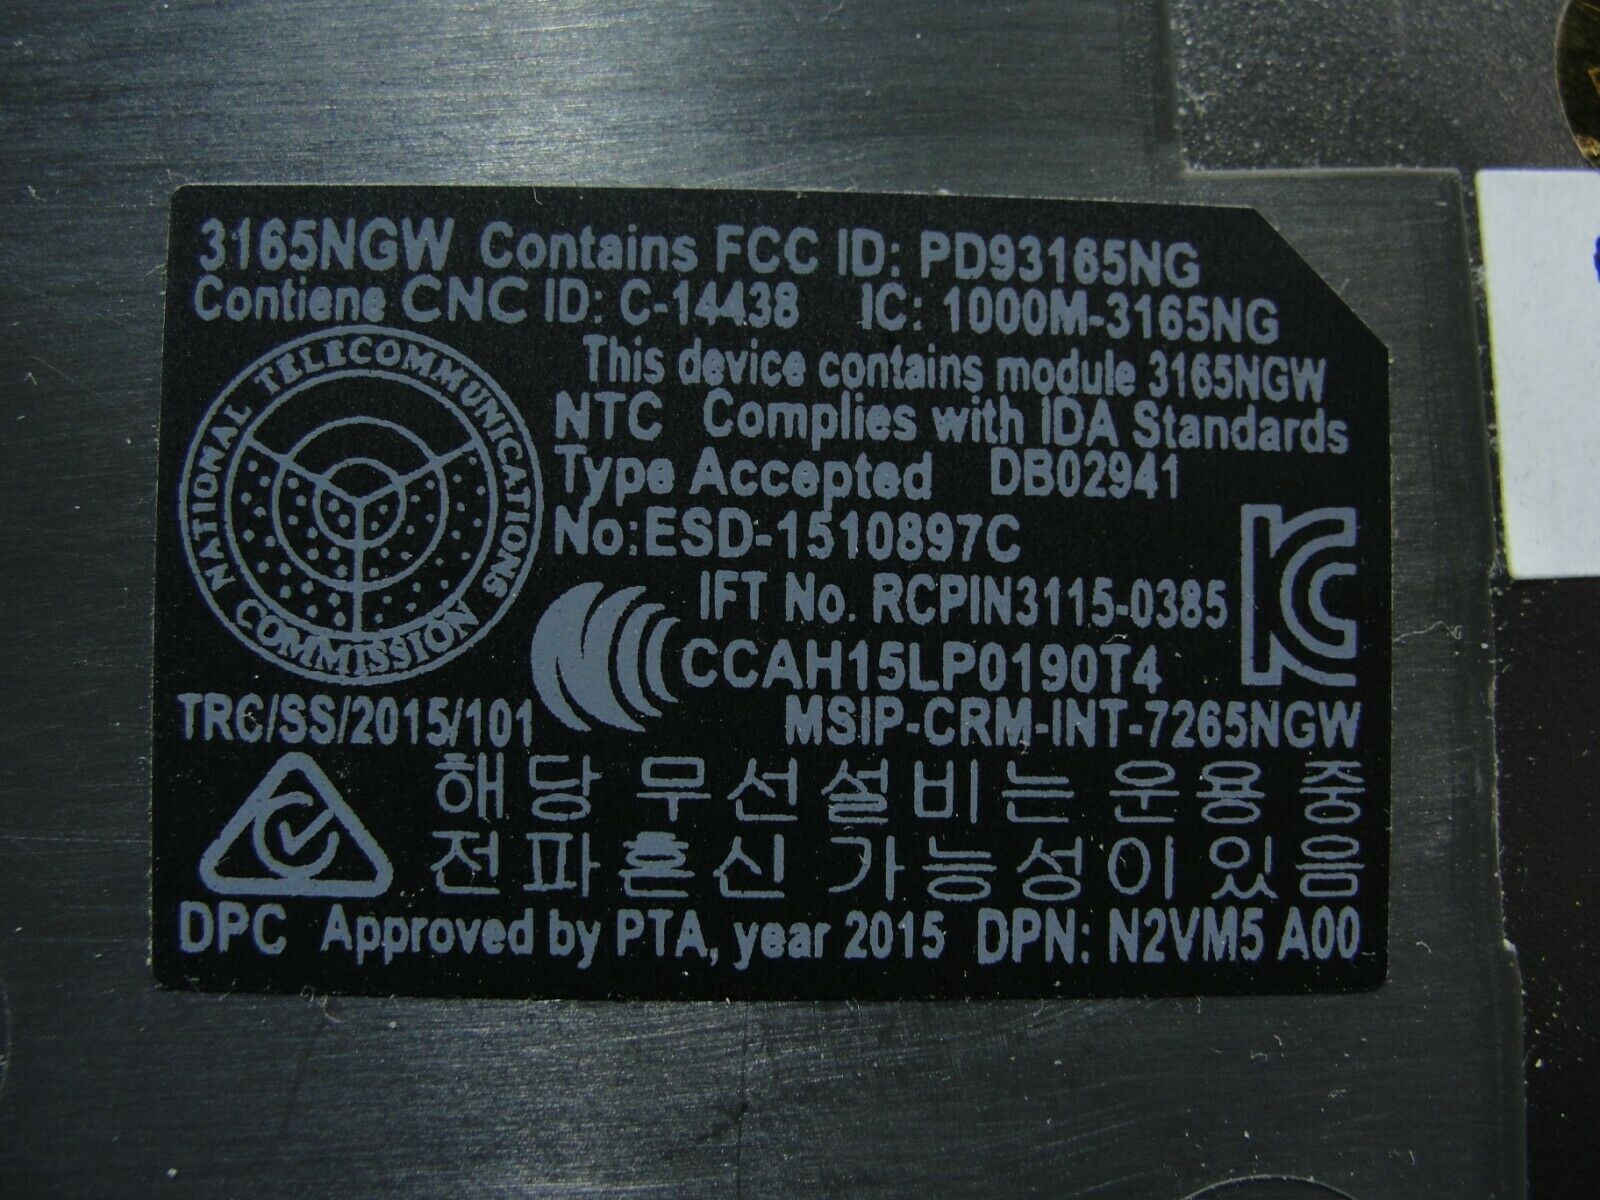 3165NGW Contains FCC ID: PD93165NG
Contiene CNC ID: C-14438 IC: 1000M-3165NG
This device contains module 3165NGW
NATIONAL TELECOMMUNICATIONS COMMISSION
NTC Complies with IDA Standards
Type Accepted DB02941
No:ESD-1510897C
IFT No. RCPIN3115-0385
CCAH15LP0190T4
TRC/SS/2015/101 MSIP-CRM-INT-7265NGW
해당 무선설비는 운용 중
전파혼신 가능성이 있음
DPC Approved by PTA, year 2015 DPN: N2VM5 A00